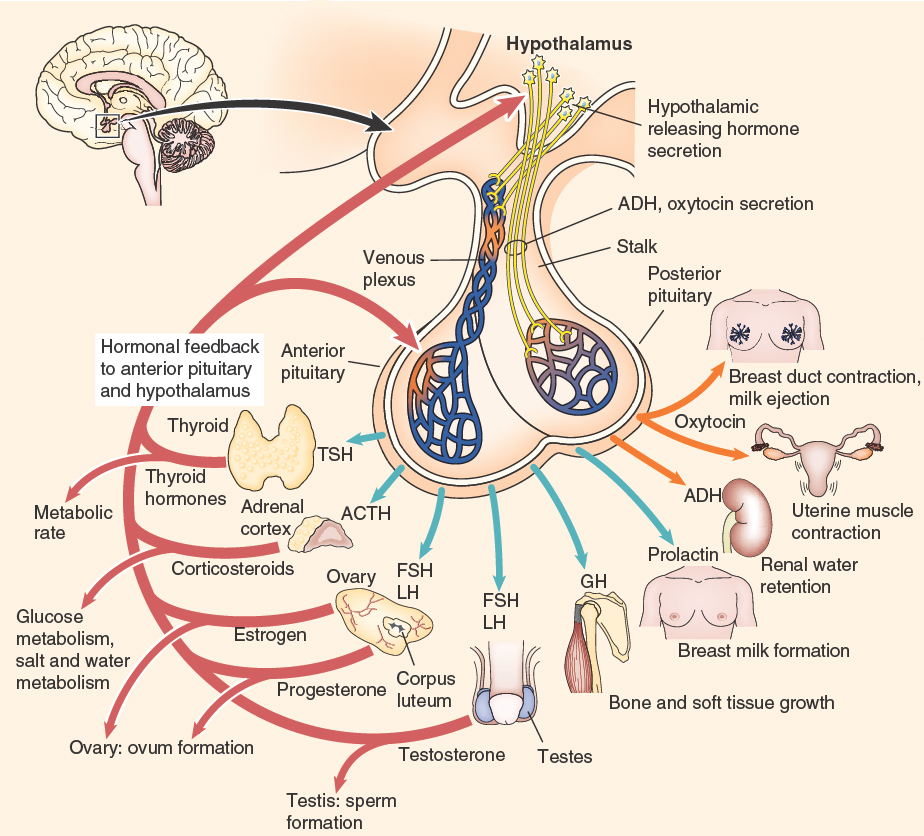 Hypothalamus
Hypothalamic
releasing hormone
secretion
ADH, oxytocin secretion
Stalk
Venous
plexus
Posterior
pituitary
Hormonal feedback
to anterior pituitary
and hypothalamus
Anterior
pituitary
Breast duct contraction,
milk ejection
Oxytocin
Thyroid
TSH
Thyroid
hormones
Metabolic
rate
Adrenal
cortex
ACTH
ADH
Uterine muscle
contraction
Corticosteroids
Ovary
FSH
LH
FSH
LH
GH
Prolactin
Renal water
retention
Glucose
metabolism,
salt and water
metabolism
Estrogen
Breast milk formation
Progesterone
Corpus
luteum
Bone and soft tissue growth
Ovary: ovum formation
Testosterone
Testes
Testis: sperm
formation